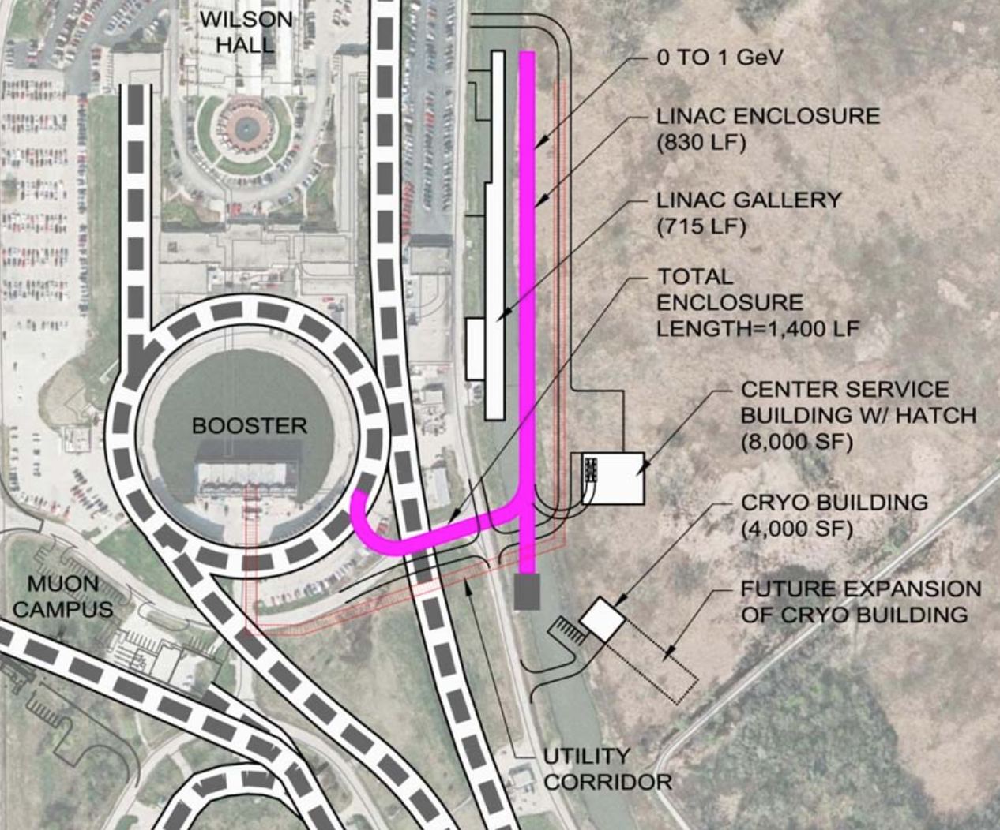 WILSON
HALL
0 TO 1 GeV
LINAC ENCLOSURE
(830 LF)
LINAC GALLERY
(715 LF)
TOTAL
ENCLOSURE
LENGTH=1,400 LF
CENTER SERVICE
BUILDING W/ HATCH
(8,000 SF)
BOOSTER
CRYO BUILDING
(4,000 SF)
MUON
CAMPUS
FUTURE EXPANSION
OF CRYO BUILDING
UTILITY
CORRIDOR